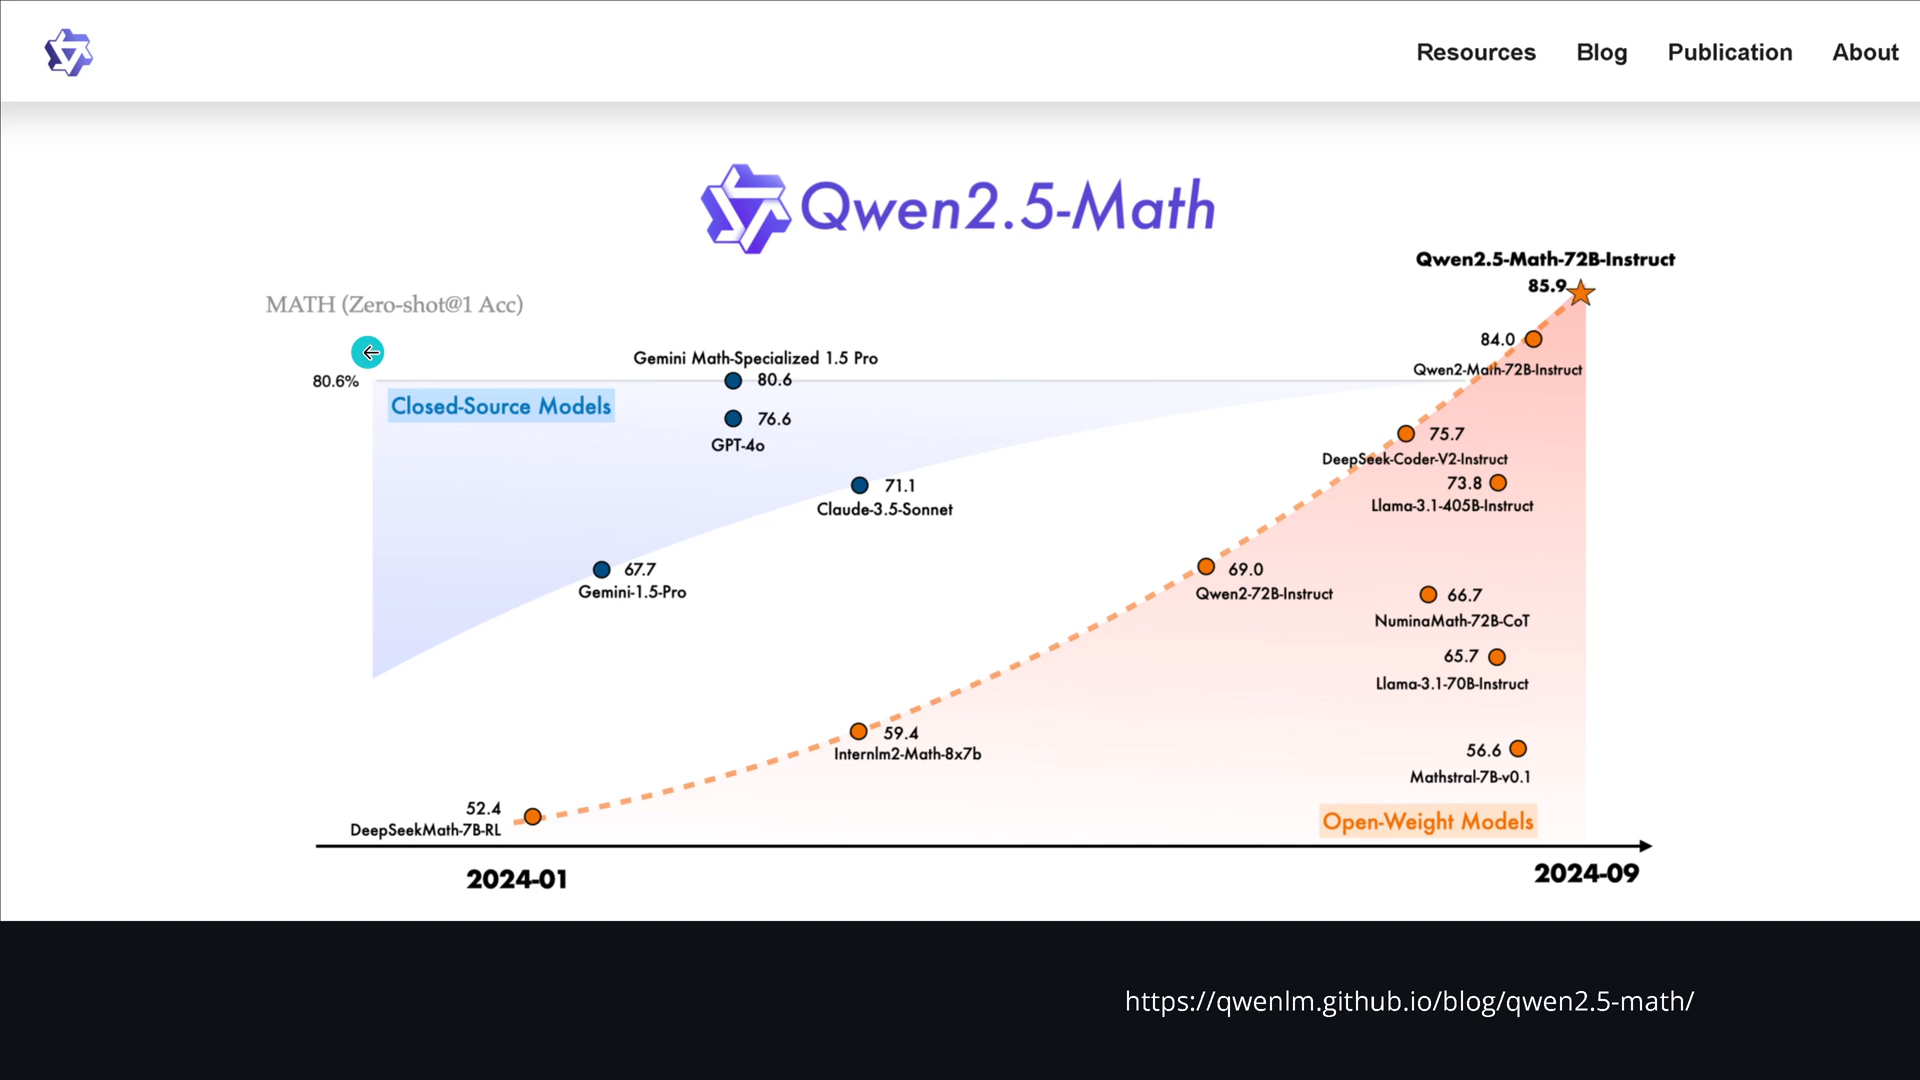 Resources Blog Publication About
Qwen2.5-Math
Qwen2.5-Math-72B-Instruct
85.9
MATH (Zero-shot@1 Acc)
84.0
Qwen2-Math-72B-Instruct
Gemini Math-Specialized 1.5 Pro
80.6%
80.6
Closed-Source Models
76.6
GPT-4o
75.7
DeepSeek-Coder-V2-Instruct
71.1
Claude-3.5-Sonnet
73.8
Llama-3.1-405B-Instruct
67.7
Gemini-1.5-Pro
69.0
Qwen2-72B-Instruct
66.7
NuminaMath-72B-CoT
65.7
Llama-3.1-70B-Instruct
59.4
Internlm2-Math-8x7b
56.6
Mathstral-7B-v0.1
52.4
DeepSeekMath-7B-RL
Open-Weight Models
2024-01
2024-09
https://qwenlm.github.io/blog/qwen2.5-math/